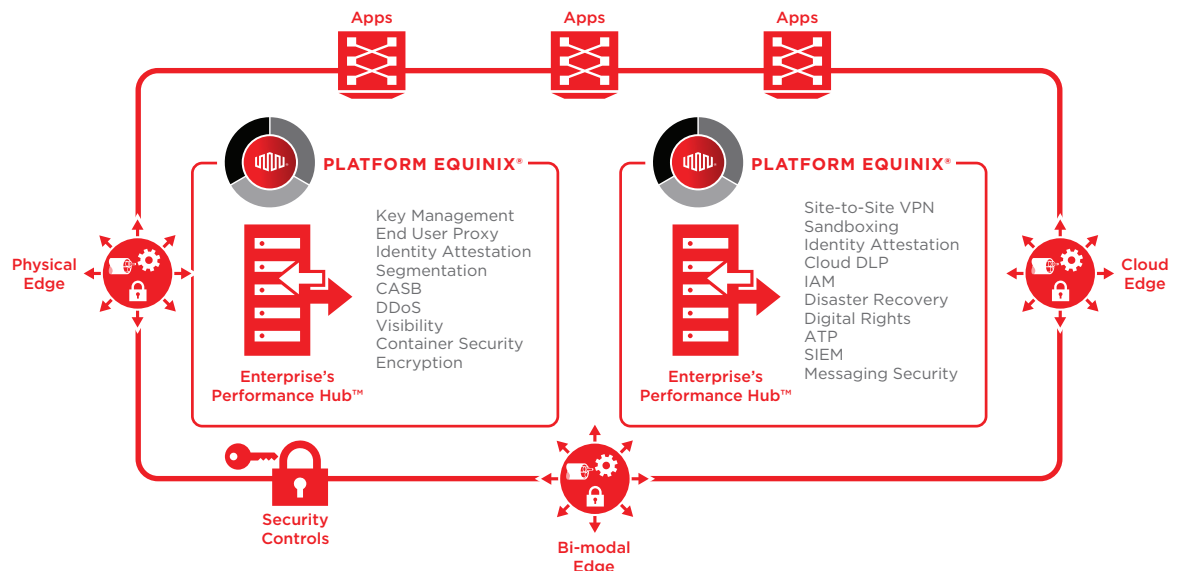 Apps
Apps
Apps
PLATFORM EQUINIX®
Key Management
End User Proxy
Identity Attestation
Segmentation
CASB
DDoS
Visibility
Container Security
Encryption
Enterprise's
Performance Hub™
PLATFORM EQUINIX®
Site-to-Site VPN
Sandboxing
Identity Attestation
Cloud DLP
IAM
Disaster Recovery
Digital Rights
ATP
SIEM
Messaging Security
Enterprise's
Performance Hub™
Physical
Edge
Cloud
Edge
Security
Controls
Bi-modal
Edge